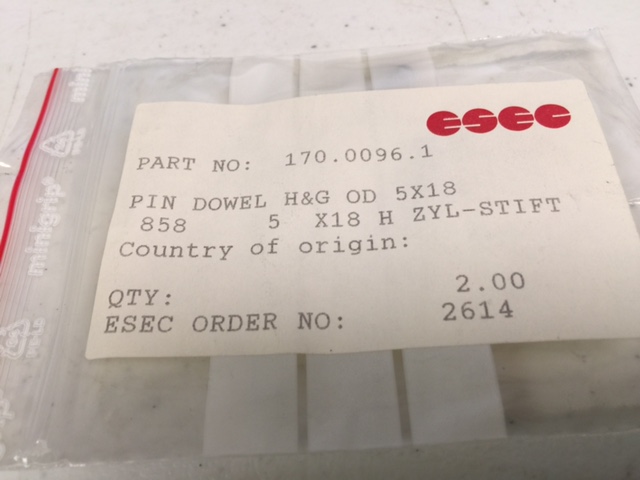 esec
PART NO: 170.0096.1
PIN DOWEL H&G OD 5X18
858 5 X18 H ZYL-STIFT
Country of origin:
QTY: 2.00
ESEC ORDER NO: 2614
minigrip®